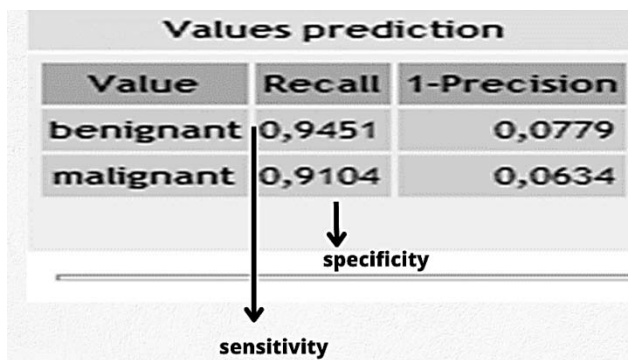 Values prediction
Value Recall 1-Precision
benignant 0,9451 0,0779
malignant 0,9104 0,0634
specificity
sensitivity